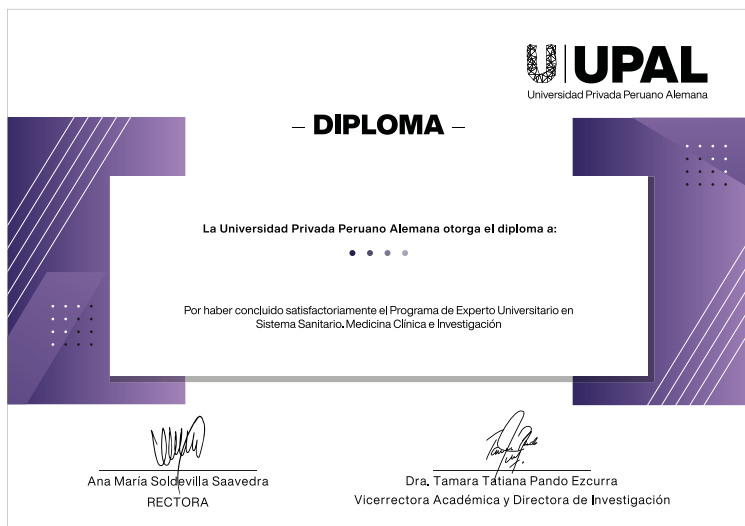 UPAL
Universidad Privada Peruano Alemana
– DIPLOMA –
La Universidad Privada Peruano Alemana otorga el diploma a:
Por haber concluido satisfactoriamente el Programa de Experto Universitario en
Sistema Sanitario. Medicina Clínica e Investigación
Ana María Soldevilla Saavedra
RECTORA
Dra. Tamara Tatiana Pando Ezcurra
Vicerrectora Académica y Directora de Investigación